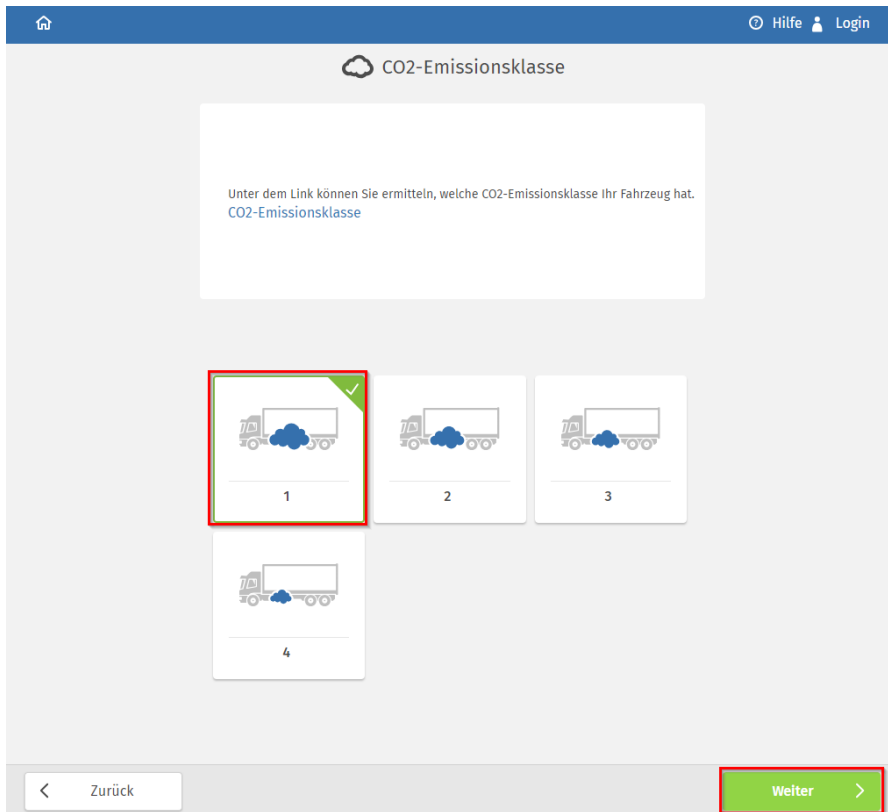 Hilfe Login
CO2-Emissionsklasse
Unter dem Link können Sie ermitteln, welche CO2-Emissionsklasse Ihr Fahrzeug hat.
CO2-Emissionsklasse
1 2 3
4
Zurück Weiter